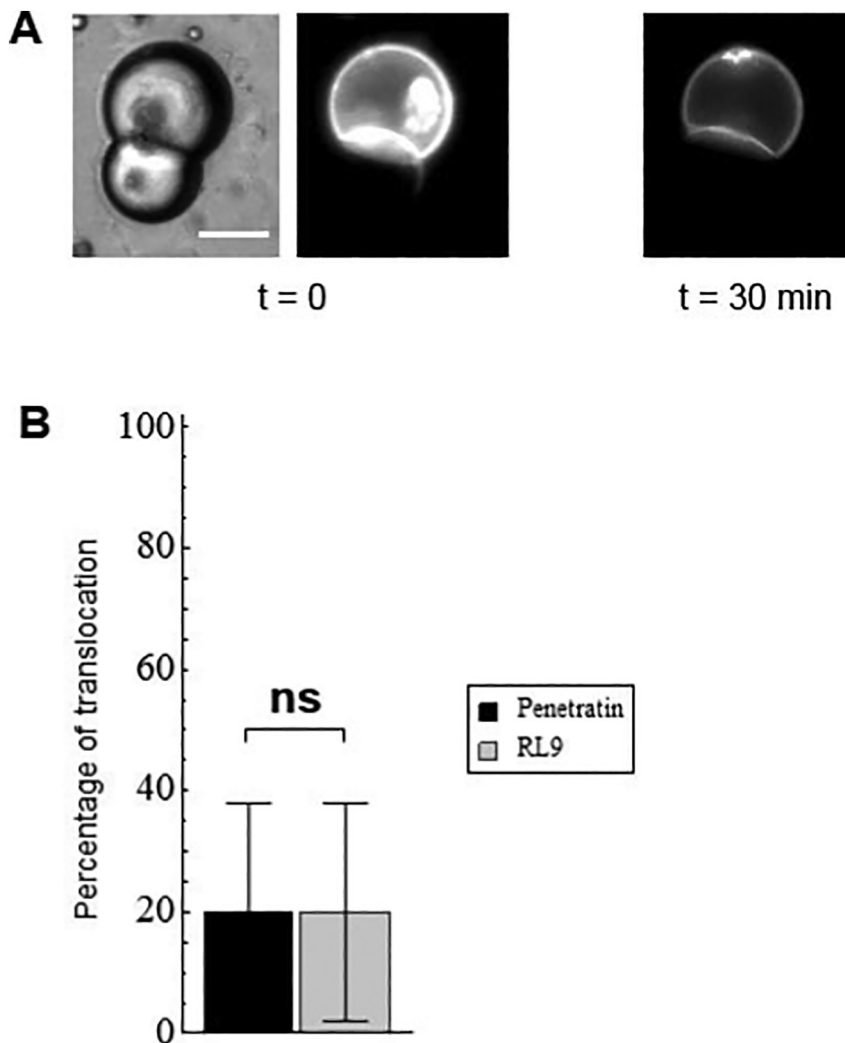 A
t = 0
t = 30 min
B
100
80
60
40
20
0
Percentage of translocation
ns
Penetratin
RL9